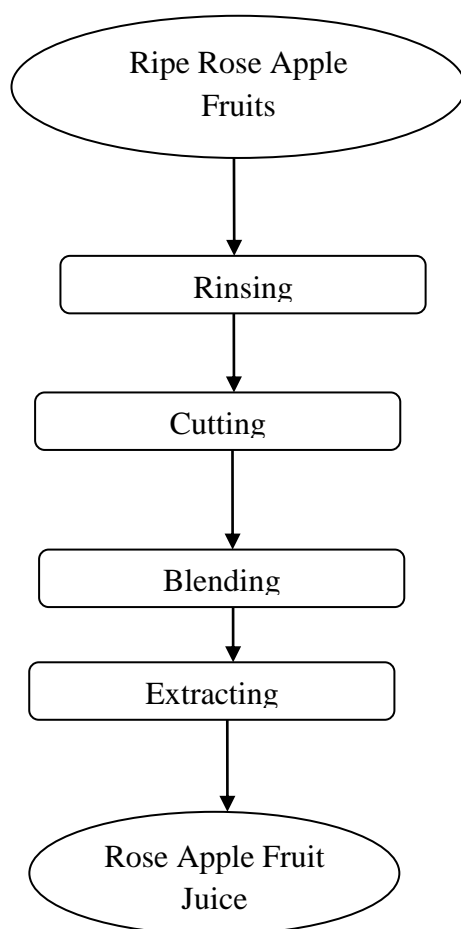 Ripe Rose Apple
Fruits
Rinsing
Cutting
Blending
Extracting
Rose Apple Fruit
Juice